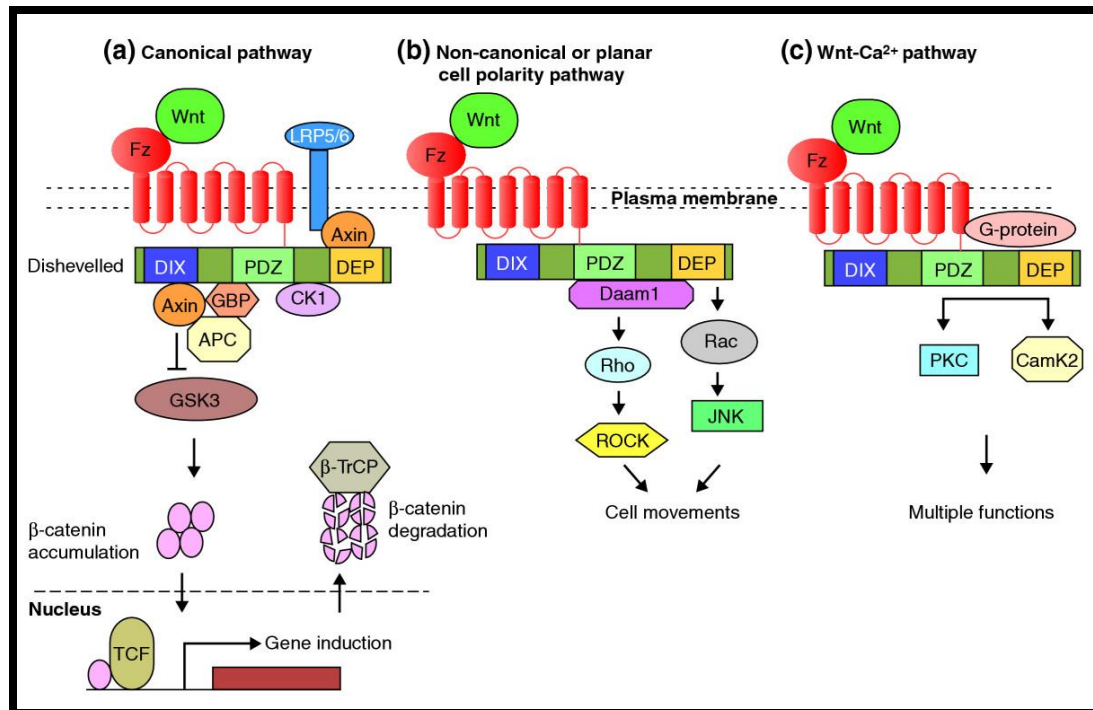 (a) Canonical pathway
Wnt
Fz
LRP5/6
Axin
Dishevelled
DIX
PDZ
DEP
Axin
GBP
CK1
APC
GSK3
β-catenin
accumulation
β-TrCP
β-catenin
degradation
Nucleus
TCF
Gene induction
(b) Non-canonical or planar
cell polarity pathway
Wnt
Fz
Plasma membrane
DIX
PDZ
DEP
Daam1
Rho
Rac
ROCK
JNK
Cell movements
(c) Wnt-Ca²⁺ pathway
Wnt
Fz
G-protein
DIX
PDZ
DEP
PKC
CamK2
Multiple functions